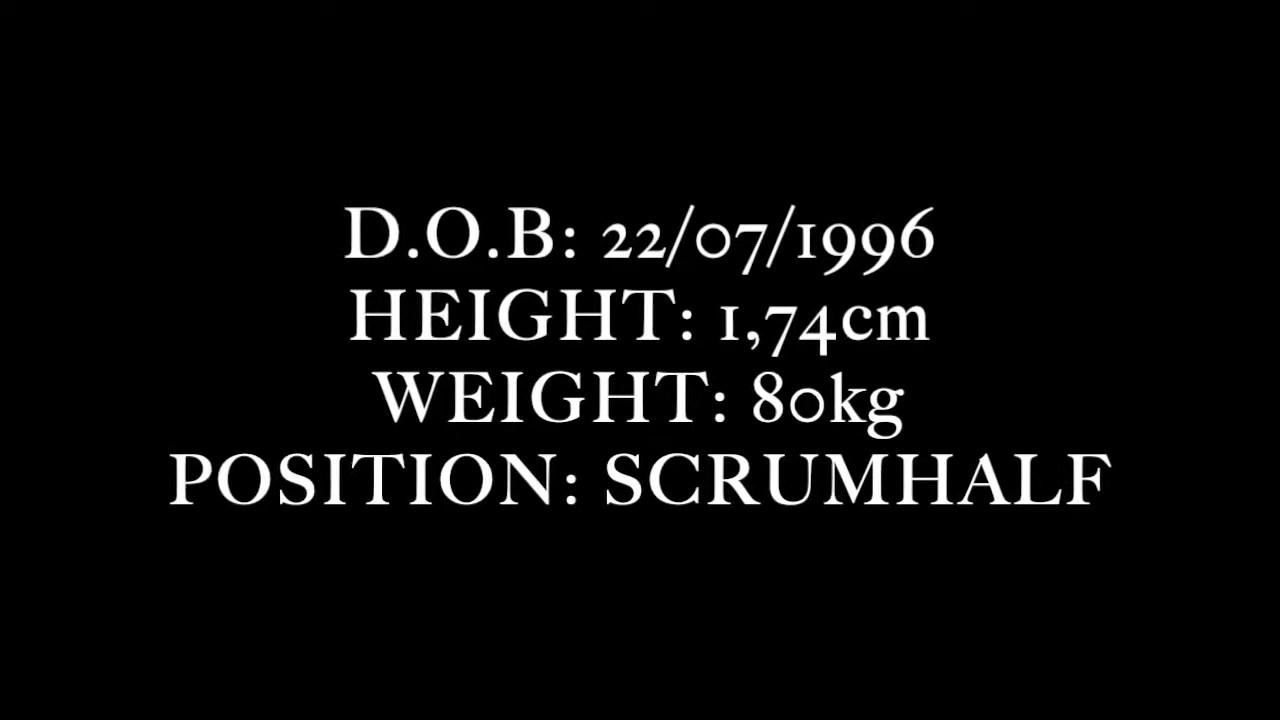 D.O.B: 22/07/1996
HEIGHT: 1,74cm
WEIGHT: 80kg
POSITION: SCRUMHALF